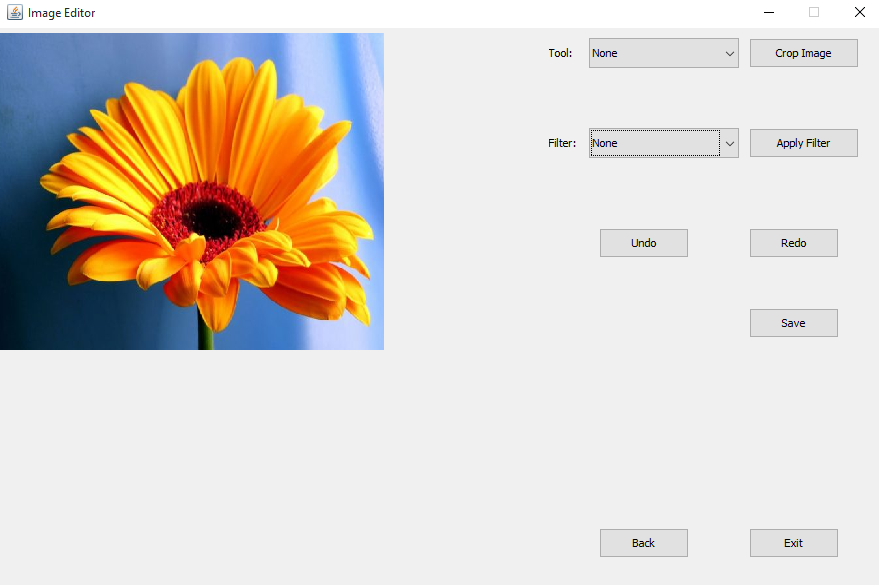 Image Editor
Tool: None Crop Image
Filter: None Apply Filter
Undo Redo
Save
Back Exit